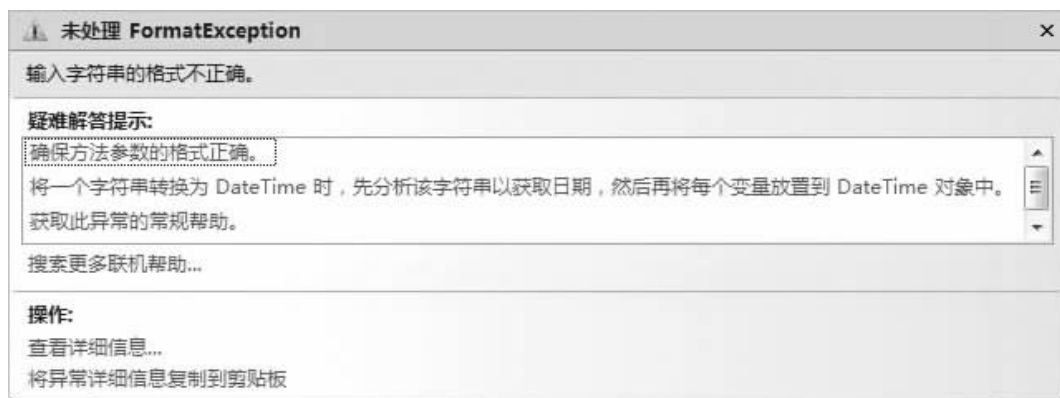 未处理 FormatException
输入字符串的格式不正确。
疑难解答提示:
确保方法参数的格式正确。
将一个字符串转换为 DateTime 时，先分析该字符串以获取日期，然后再将每个变量放置到 DateTime 对象中。
获取此异常的常规帮助。
搜索更多联机帮助...
操作:
查看详细信息...
将异常详细信息复制到剪贴板